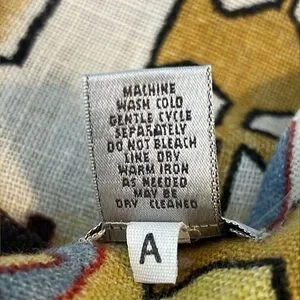 MACHINE
WASH COLD
GENTLE CYCLE
SEPARATELY
DO NOT BLEACH
LINE DRY
WARM IRON
AS NEEDED
MAY BE
DRY CLEANED
A